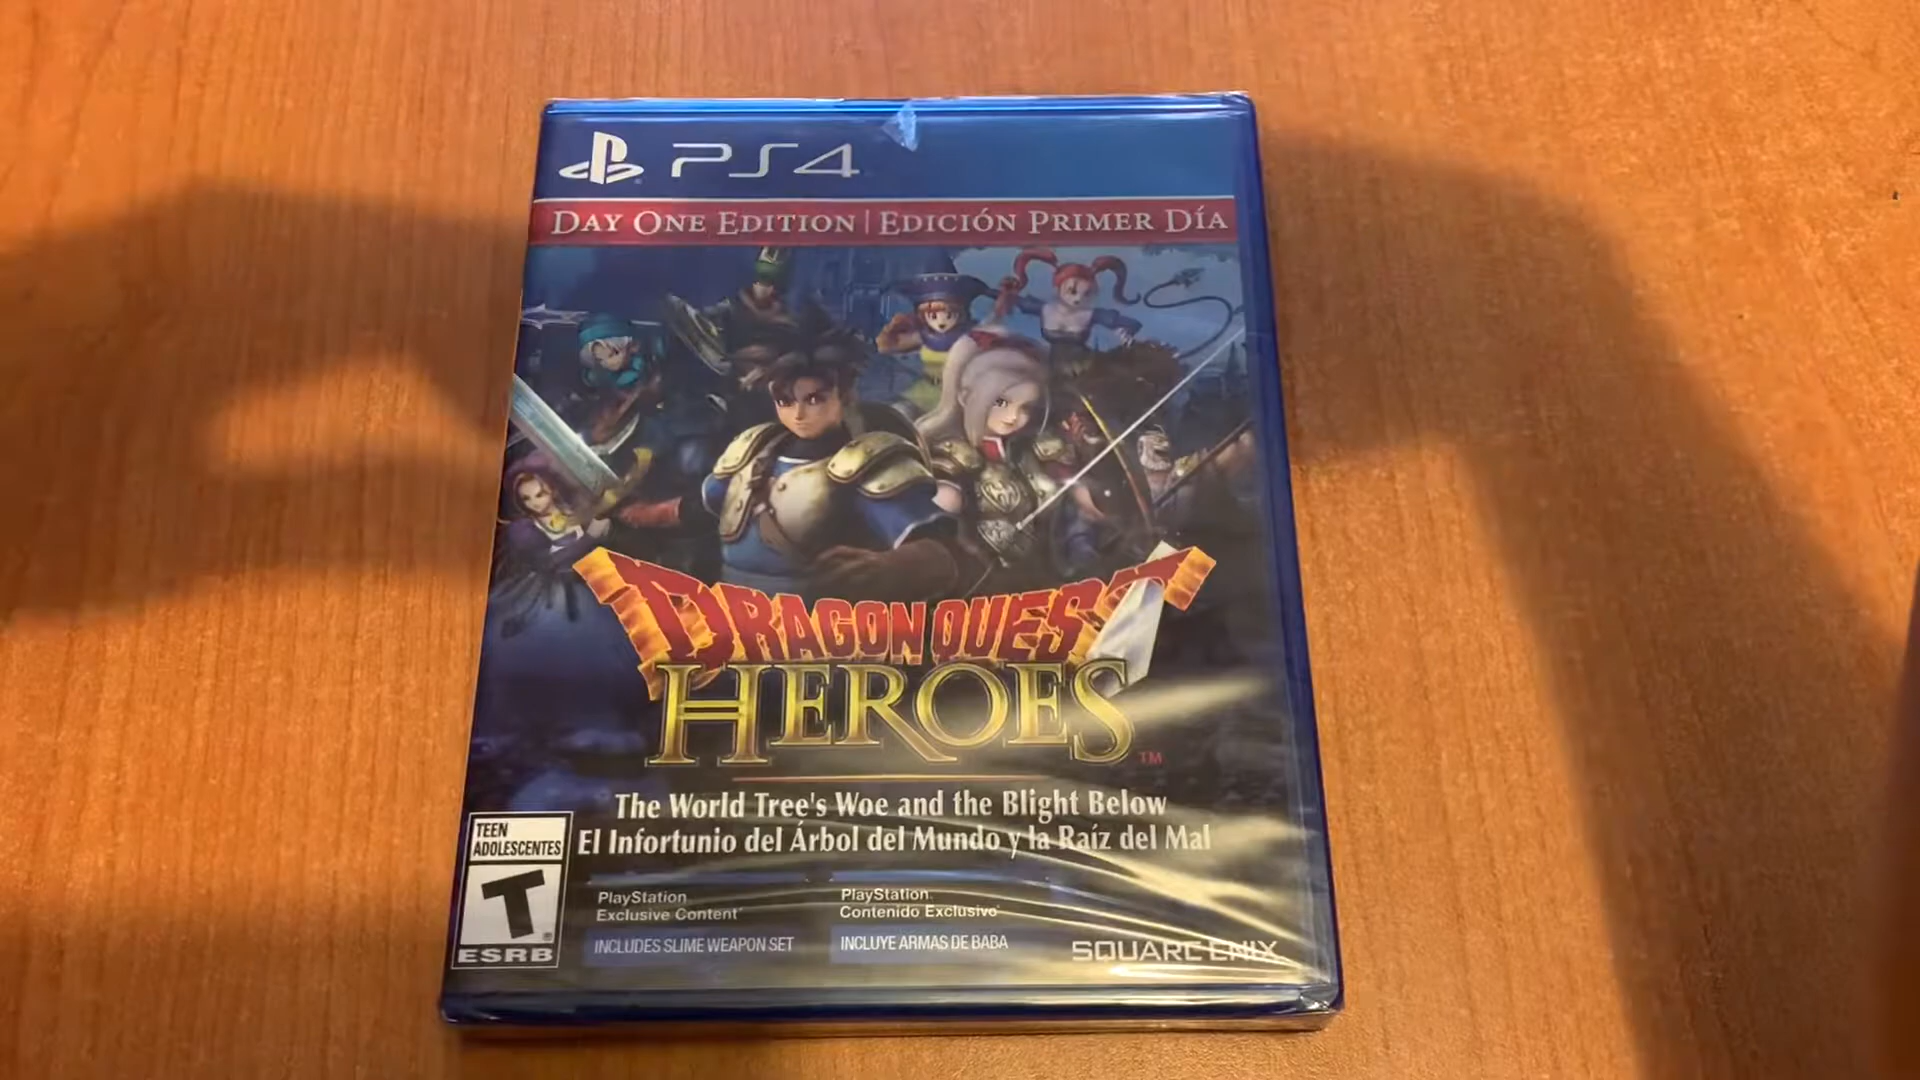 PS4
DAY ONE EDITION | EDICIÓN PRIMER DÍA
DRAGON QUEST
HEROES™
The World Tree's Woe and the Blight Below
El Infortunio del Árbol del Mundo y la Raíz del Mal
TEEN
ADOLESCENTES
T
ESRB
PlayStation
Exclusive Content*
INCLUDES SLIME WEAPON SET
PlayStation
Contenido Exclusivo*
INCLUYE ARMAS DE BABA
SQUARE ENIX